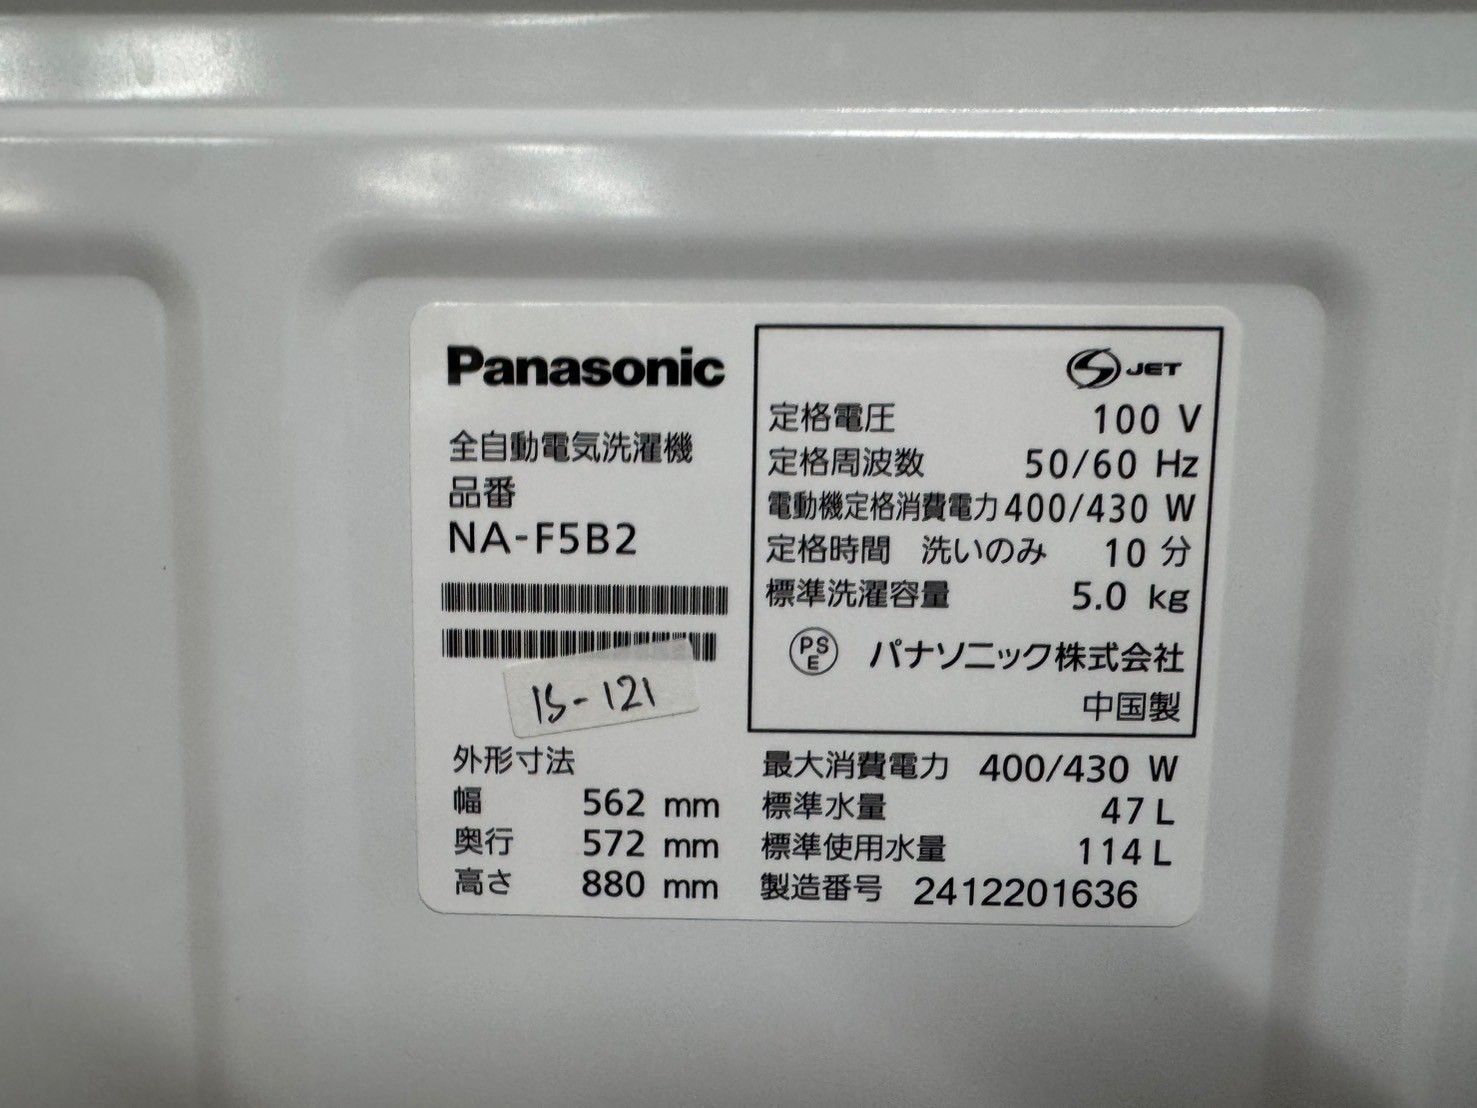 Panasonic
全自動電気洗濯機
品番
NA-F5B2
IS-121
外形寸法
幅 562 mm
奥行 572 mm
高さ 880 mm
JET
定格電圧 100 V
定格周波数 50/60 Hz
電動機定格消費電力 400/430 W
定格時間 洗いのみ 10 分
標準洗濯容量 5.0 kg
PSE パナソニック株式会社
中国製
最大消費電力 400/430 W
標準水量 47 L
標準使用水量 114 L
製造番号 2412201636